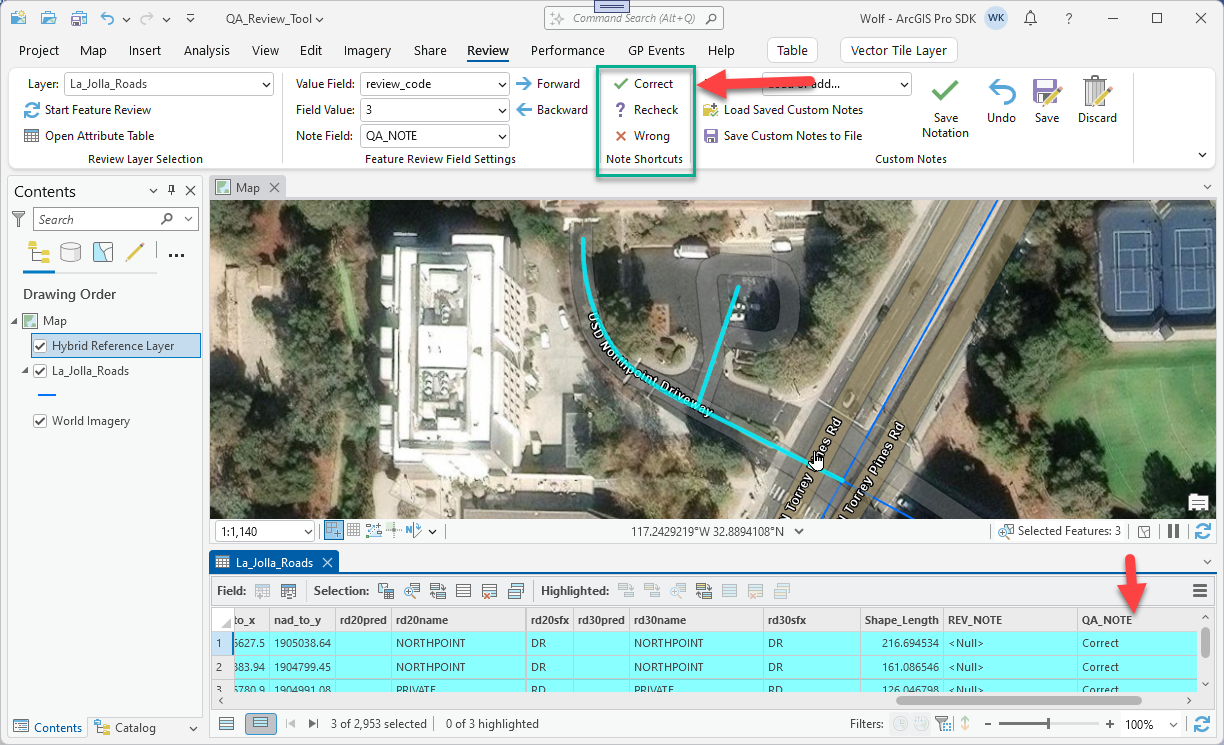 QA_Review_Tool
Command Search (Alt+Q)
Wolf - ArcGIS Pro SDK
WK
?
Project Map Insert Analysis View Edit Imagery Share Review Performance GP Events Help Table Vector Tile Layer
Layer: La_Jolla_Roads
Start Feature Review
Open Attribute Table
Review Layer Selection
Value Field: review_code
Field Value: 3
Note Field: QA_NOTE
Forward
Backward
Feature Review Field Settings
Correct
Recheck
Wrong
Note Shortcuts
add...
Load Saved Custom Notes
Save Custom Notes to File
Save
Notation
Undo
Save
Discard
Custom Notes
Contents
Search
Drawing Order
Map
Hybrid Reference Layer
La_Jolla_Roads
World Imagery
Map
USD Northpoint Driveway
N Torrey Pines Rd
N Torrey Pines Rd
1:1,140
117.2429219°W 32.8894108°N
Selected Features: 3
La_Jolla_Roads
Field: Selection: Highlighted:
to_x nad_to_y rd20pred rd20name rd20sfx rd30pred rd30name rd30sfx Shape_Length REV_NOTE QA_NOTE
1 6627.5 1905038.64 NORTHPOINT DR NORTHPOINT DR 216.694534 <Null> Correct
2 383.94 1904799.45 NORTHPOINT DR NORTHPOINT DR 161.086546 <Null> Correct
3 6780.9 1904991.08 PRIVATE RD PRIVATE RD 126.046798 <Null> Correct
3 of 2,953 selected
0 of 3 highlighted
Filters:
100%
Contents
Catalog